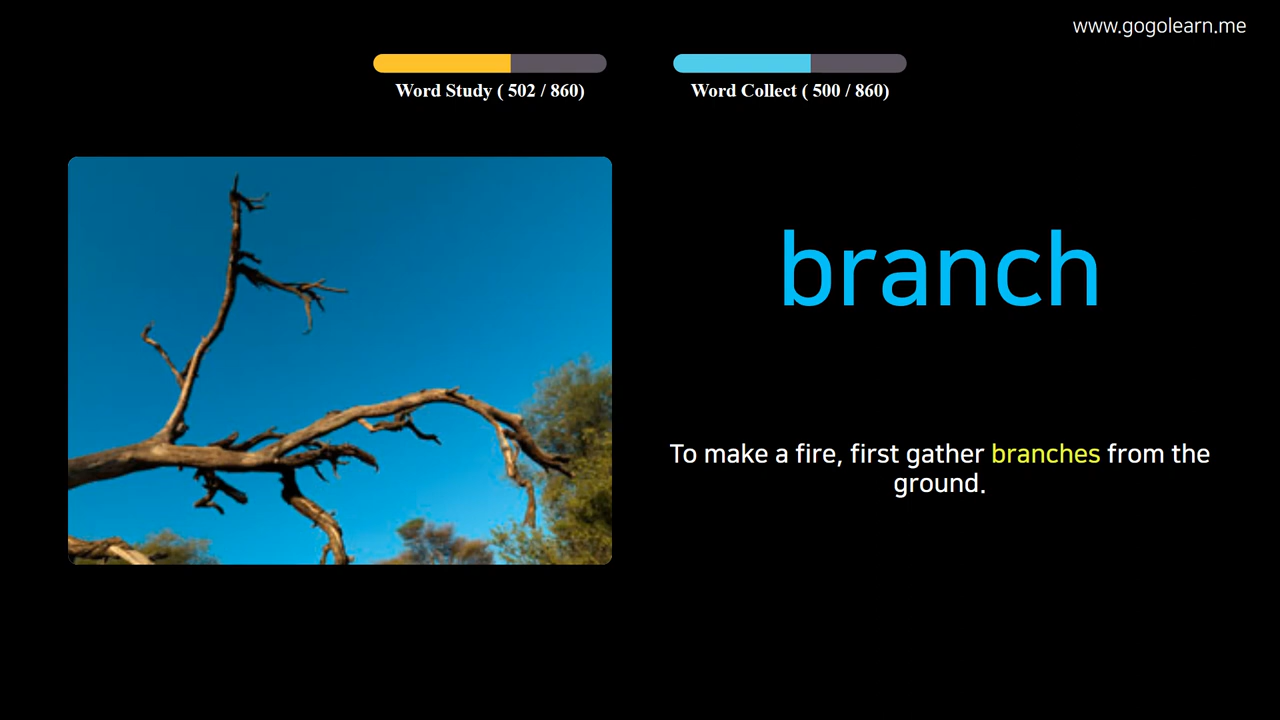 www.gogolearn.me
Word Study ( 502 / 860)
Word Collect ( 500 / 860)
branch
To make a fire, first gather branches from the
ground.